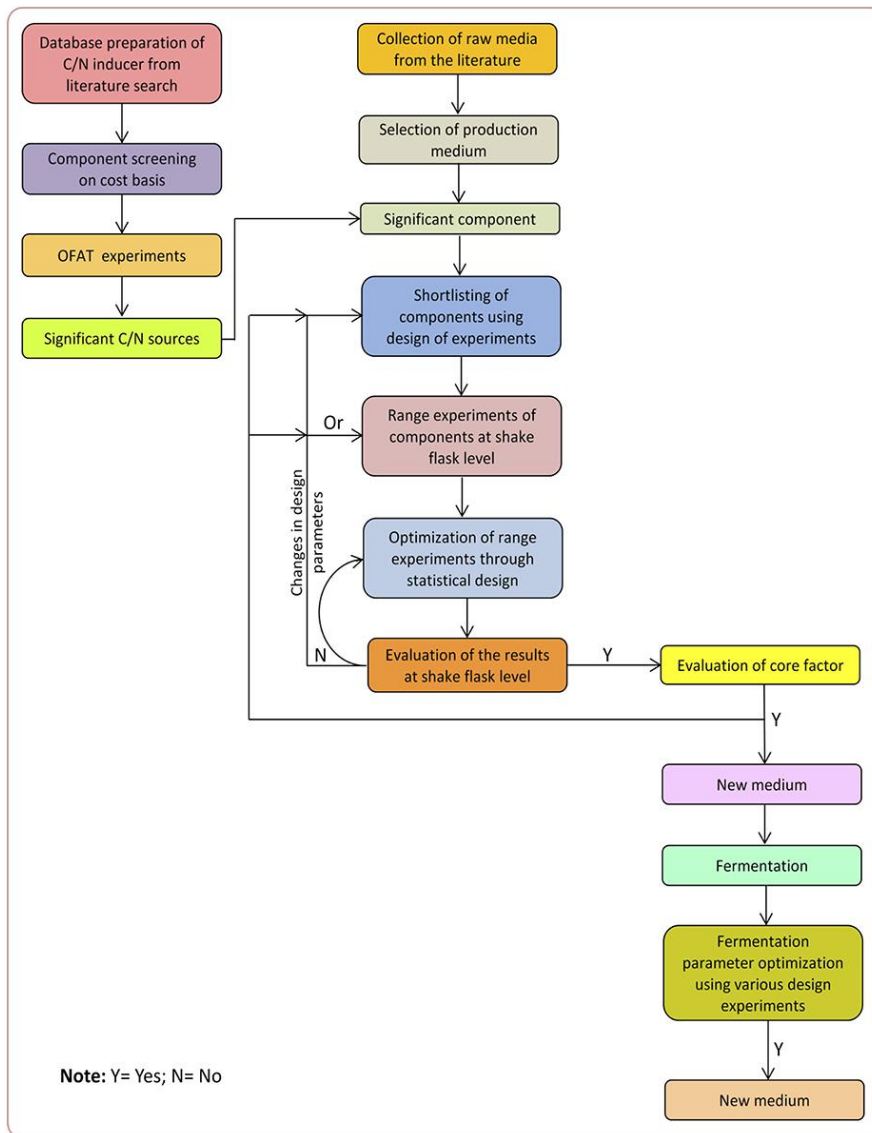 Database preparation of
C/N inducer from
literature search
Component screening
on cost basis
OFAT experiments
Significant C/N sources
Collection of raw media
from the literature
Selection of production
medium
Significant component
Shortlisting of
components using
design of experiments
Or
Range experiments of
components at shake
flask level
Changes in design
parameters
Optimization of range
experiments through
statistical design
N
Evaluation of the results
at shake flask level
Y
Evaluation of core factor
Y
New medium
Fermentation
Fermentation
parameter optimization
using various design
experiments
Y
New medium
Note: Y= Yes; N= No